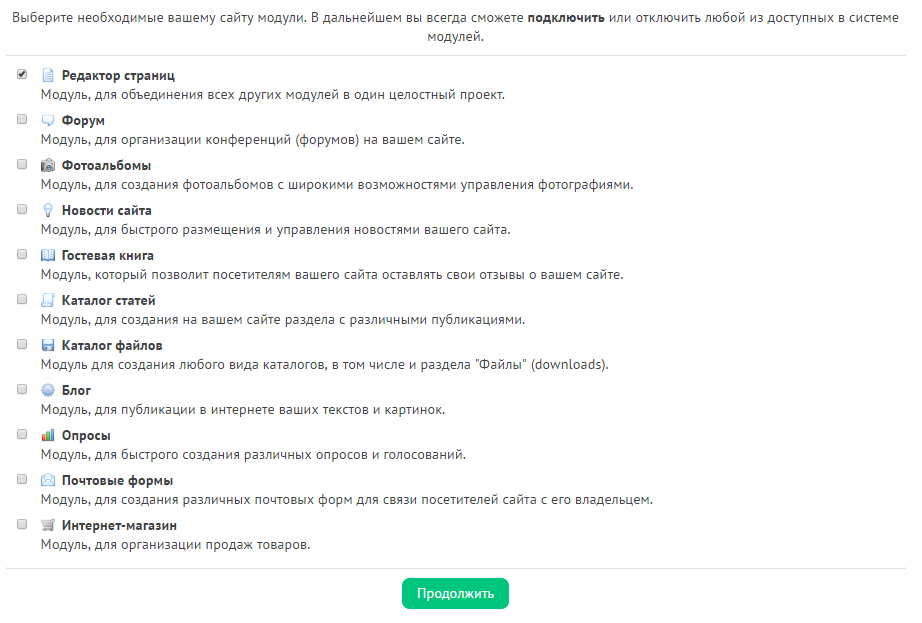 Выберите необходимые вашему сайту модули. В дальнейшем вы всегда сможете подключить или отключить любой из доступных в системе
модулей.
Редактор страниц
Модуль, для объединения всех других модулей в один целостный проект.
Форум
Модуль, для организации конференций (форумов) на вашем сайте.
Фотоальбомы
Модуль, для создания фотоальбомов с широкими возможностями управления фотографиями.
Новости сайта
Модуль, для быстрого размещения и управления новостями вашего сайта.
Гостевая книга
Модуль, который позволит посетителям вашего сайта оставлять свои отзывы о вашем сайте.
Каталог статей
Модуль, для создания на вашем сайте раздела с различными публикациями.
Каталог файлов
Модуль для создания любого вида каталогов, в том числе и раздела "Файлы" (downloads).
Блог
Модуль, для публикации в интернете ваших текстов и картинок.
Опросы
Модуль, для быстрого создания различных опросов и голосований.
Почтовые формы
Модуль, для создания различных почтовых форм для связи посетителей сайта с его владельцем.
Интернет-магазин
Модуль, для организации продаж товаров.
Продолжить